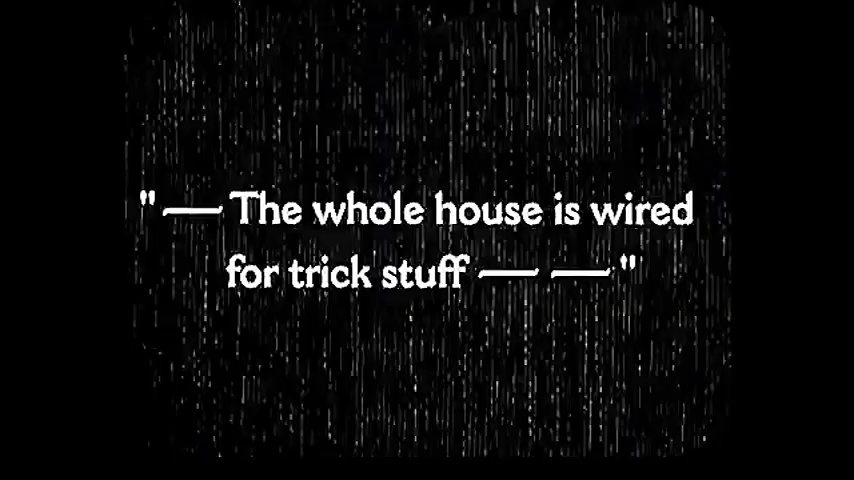 " — The whole house is wired
for trick stuff — — "